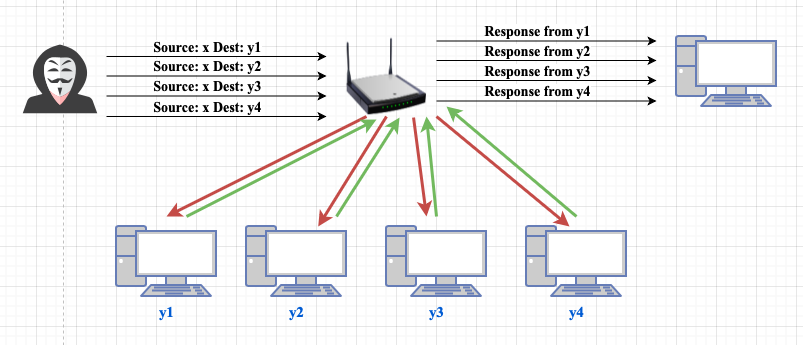 Source: x Dest: y1
Source: x Dest: y2
Source: x Dest: y3
Source: x Dest: y4
Response from y1
Response from y2
Response from y3
Response from y4
y1
y2
y3
y4